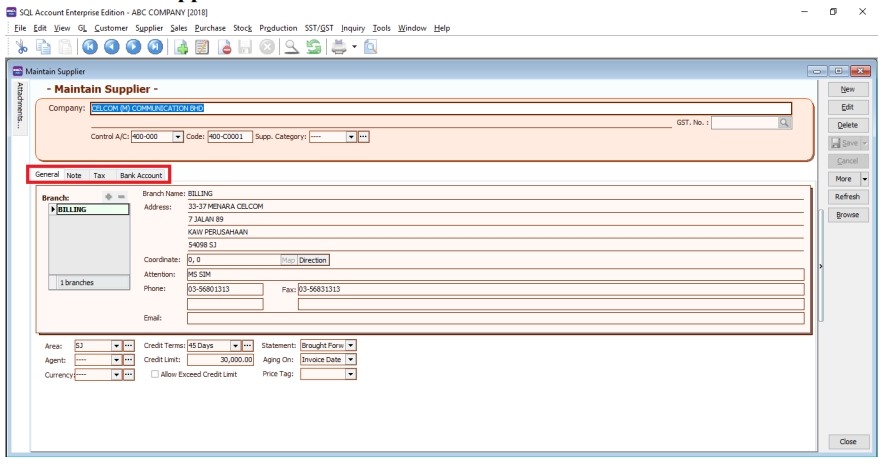 SQL Account Enterprise Edition - ABC COMPANY [2018]
File Edit View GL Customer Supplier Sales Purchase Stock Production SST/GST Inquiry Tools Window Help
Maintain Supplier
Attachments...
- Maintain Supplier -
Company: CELCOM (M) COMMUNICATION BHD
GST. No. :
Control A/C: 400-000 Code: 400-C0001 Supp. Category: ----
General Note Tax Bank Account
Branch:
BILLING
1 branches
Branch Name: BILLING
Address: 33-37 MENARA CELCOM
7 JALAN 89
KAW PERUSAHAAN
54098 SJ
Coordinate: 0, 0 Map Direction
Attention: MS SIM
Phone: 03-56801313 Fax: 03-56831313
Email:
Area: SJ Credit Terms: 45 Days Statement: Brought Forw
Agent: ---- Credit Limit: 30,000.00 Aging On: Invoice Date
Currency: ---- Allow Exceed Credit Limit Price Tag:
New
Edit
Delete
Save
Cancel
More
Refresh
Browse
Close